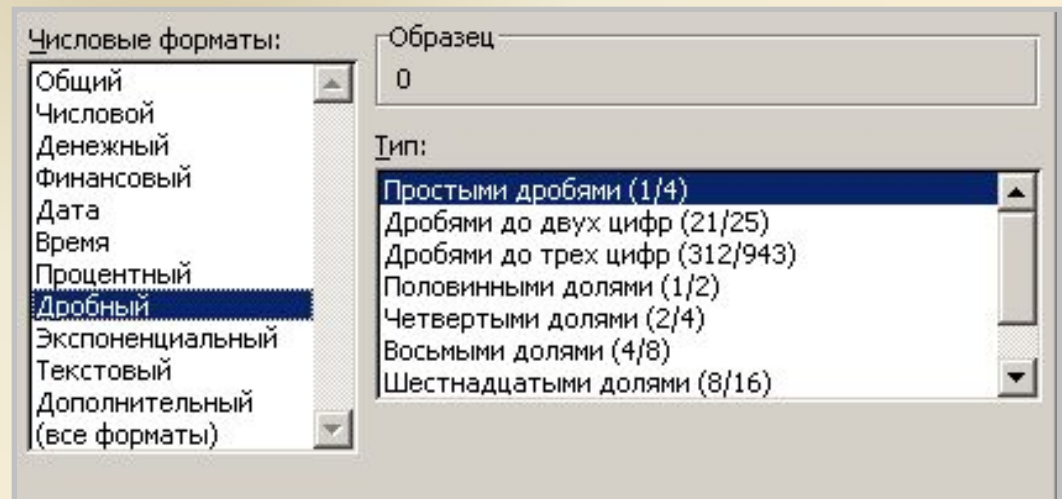 Числовые форматы:
Общий
Числовой
Денежный
Финансовый
Дата
Время
Процентный
Дробный
Экспоненциальный
Текстовый
Дополнительный
(все форматы)
Образец
0
Тип:
Простыми дробями (1/4)
Дробями до двух цифр (21/25)
Дробями до трех цифр (312/943)
Половинными долями (1/2)
Четвертыми долями (2/4)
Восьмыми долями (4/8)
Шестнадцатыми долями (8/16)